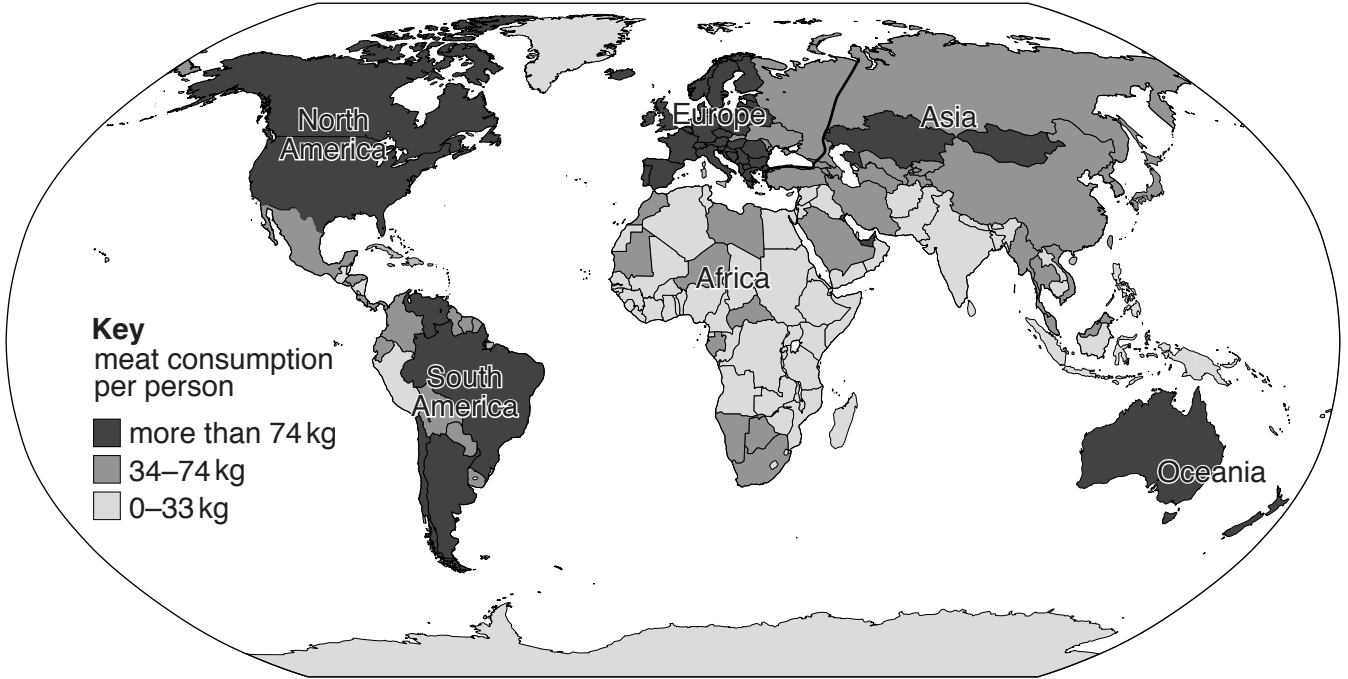 North
America
Europe
Asia
Africa
South
America
Oceania
Key
meat consumption
per person
more than 74 kg
34–74 kg
0–33 kg